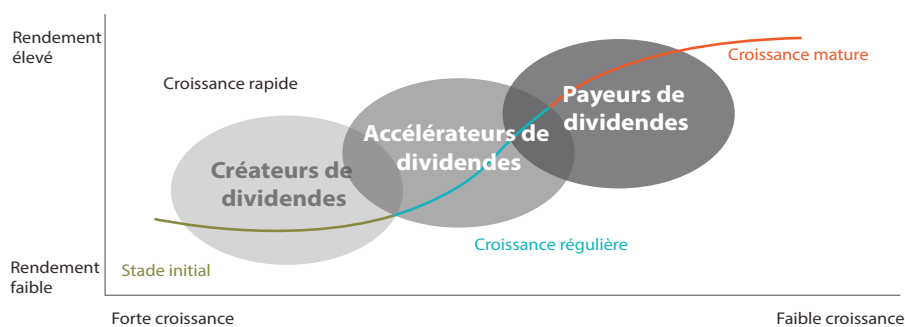 Rendement
élevé
Croissance mature
Croissance rapide
Payeurs de
dividendes
Accélérateurs de
dividendes
Créateurs de
dividendes
Croissance régulière
Rendement
faible
Stade initial
Forte croissance
Faible croissance